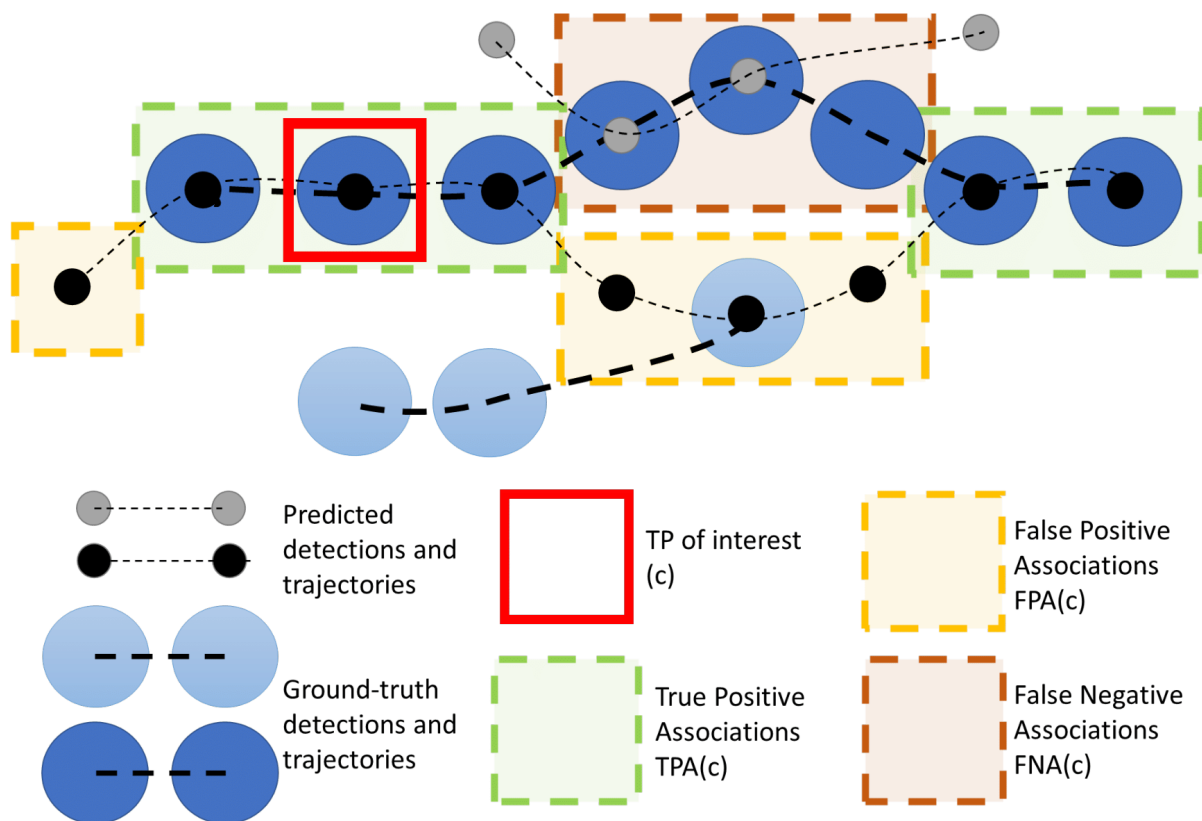 Predicted
detections and
trajectories
Ground-truth
detections and
trajectories
TP of interest
(c)
True Positive
Associations
TPA(c)
False Positive
Associations
FPA(c)
False Negative
Associations
FNA(c)